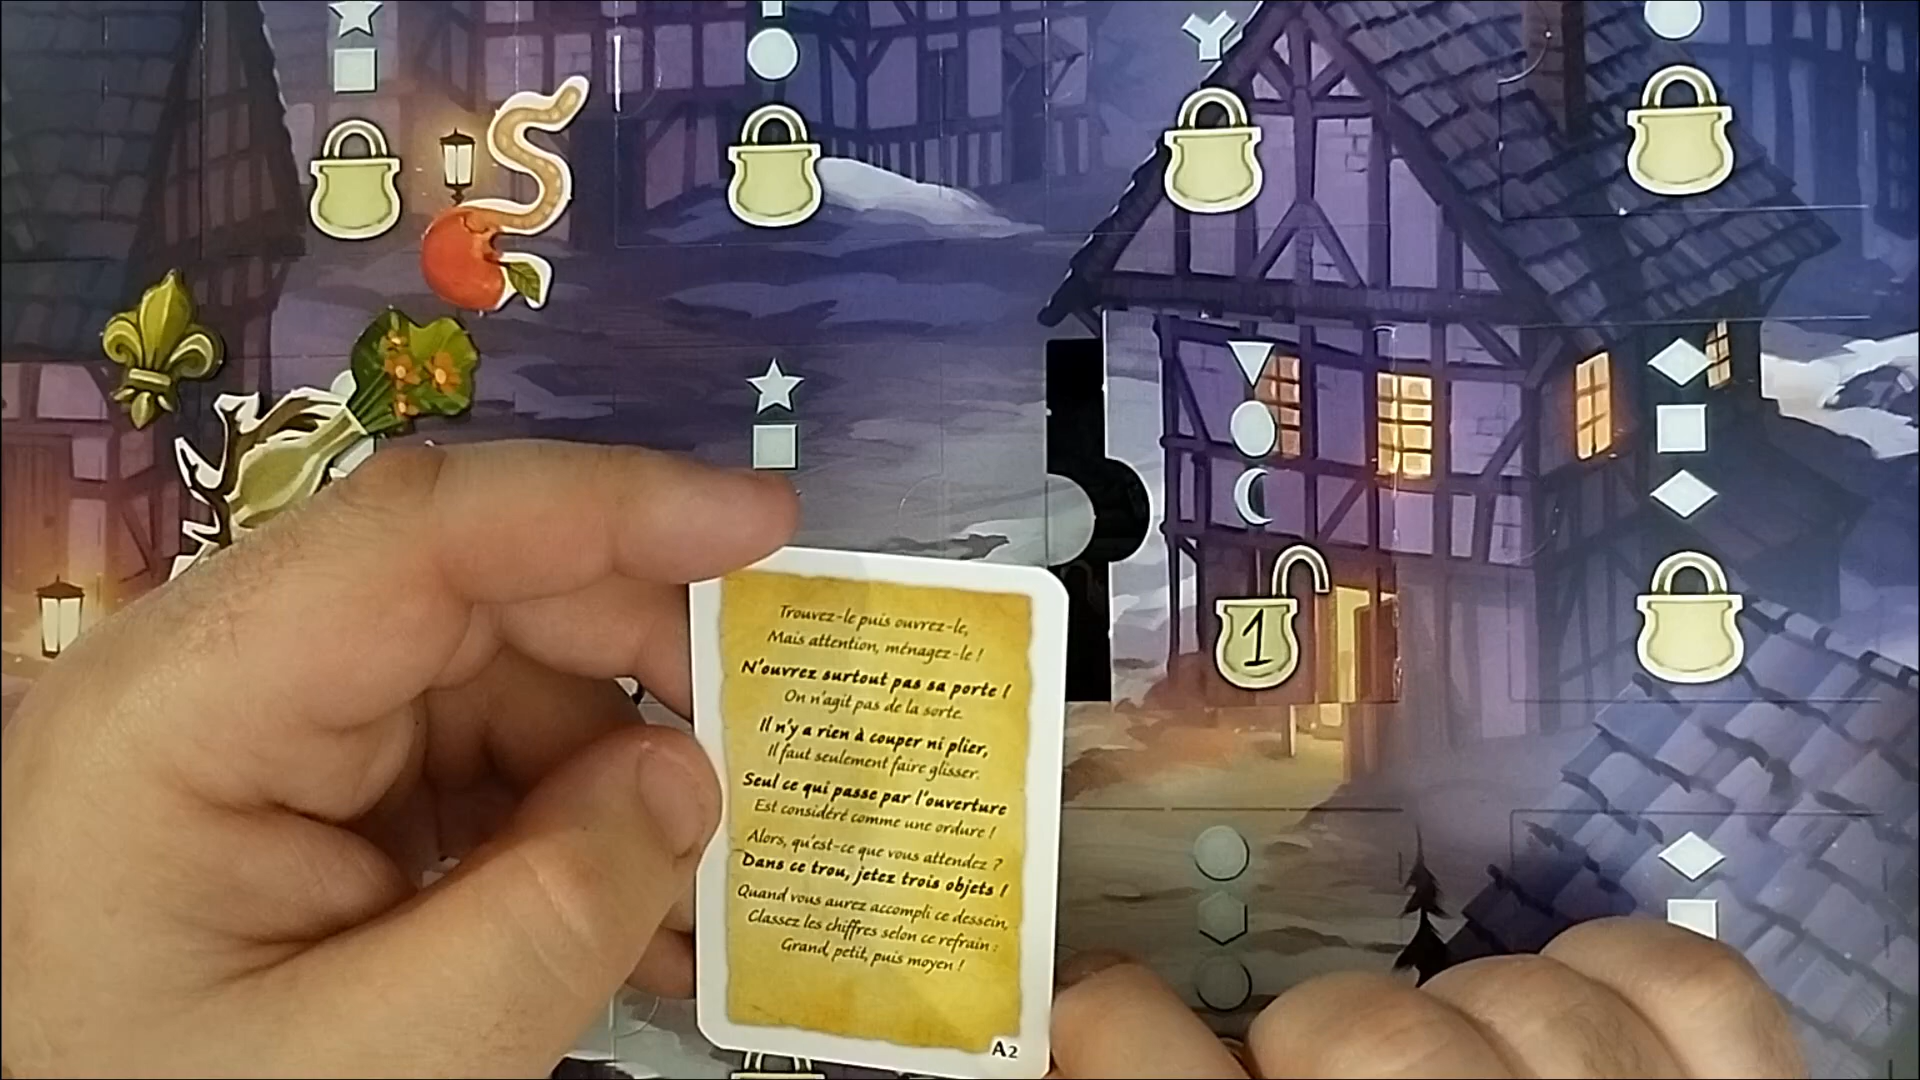 1
Trouvez-le puis ouvrez-le,
Mais attention, ménagez-le !
N'ouvrez surtout pas sa porte !
On n'agit pas de la sorte.
Il n'y a rien à couper ni plier,
Il faut seulement faire glisser.
Seul ce qui passe par l'ouverture
Est considéré comme une ordure !
Alors, qu'est-ce que vous attendez ?
Dans ce trou, jetez trois objets !
Quand vous aurez accompli ce dessein,
Classez les chiffres selon ce refrain :
Grand, petit, puis moyen !
A2